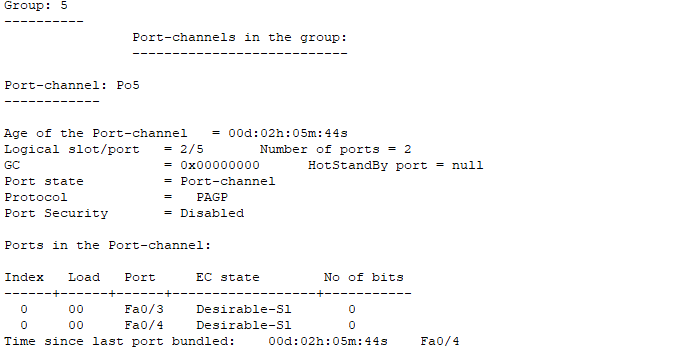 Group: 5
----------
Port-channels in the group:
---------------------------
Port-channel: Po5
------------
Age of the Port-channel   = 00d:02h:05m:44s
Logical slot/port   = 2/5       Number of ports = 2
GC                  = 0x00000000      HotStandBy port = null
Port state          = Port-channel
Protocol            =   PAGP
Port Security       = Disabled
Ports in the Port-channel:
Index   Load   Port     EC state        No of bits
------+------+------+------------------+-----------
  0     00     Fa0/3    Desirable-Sl       0
  0     00     Fa0/4    Desirable-Sl       0
Time since last port bundled:    00d:02h:05m:44s    Fa0/4